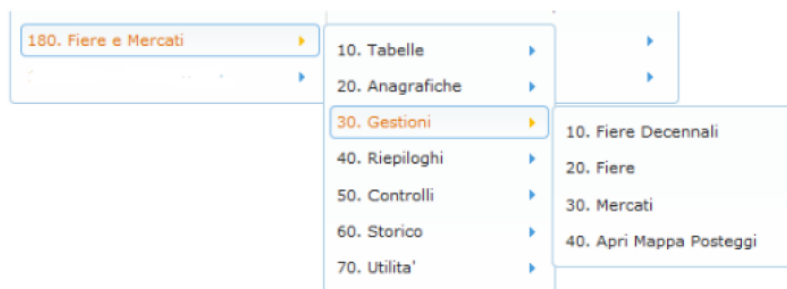 180. Fiere e Mercati
10. Tabelle
20. Anagrafiche
30. Gestioni
40. Riepiloghi
50. Controlli
60. Storico
70. Utilita'
10. Fiere Decennali
20. Fiere
30. Mercati
40. Apri Mappa Posteggi